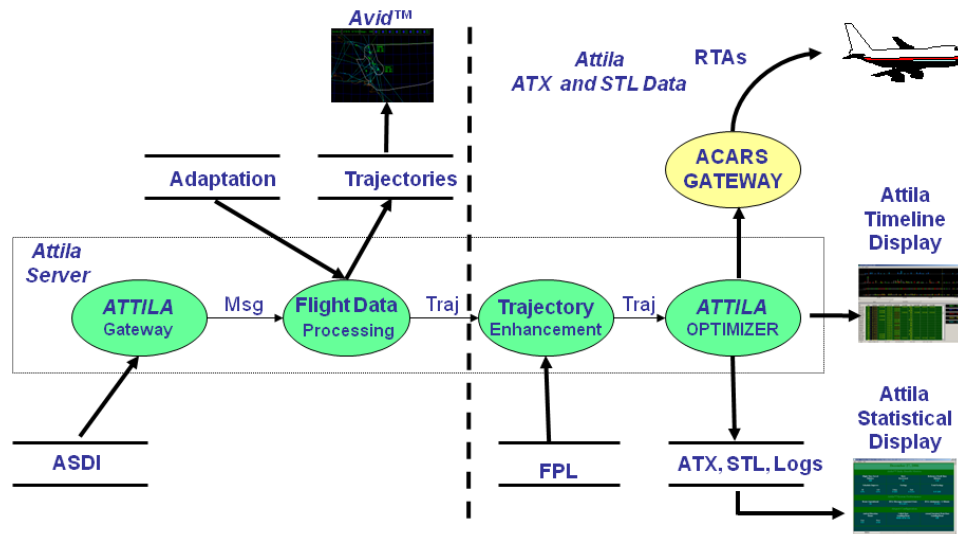 Avid™
Attila
ATX and STL Data
RTAs
ACARS
GATEWAY
Adaptation
Trajectories
Attila
Timeline
Display
Attila
Server
ATTILA
Gateway
Msg
Flight Data
Processing
Traj
Trajectory
Enhancement
Traj
ATTILA
OPTIMIZER
ASDI
FPL
ATX, STL, Logs
Attila
Statistical
Display